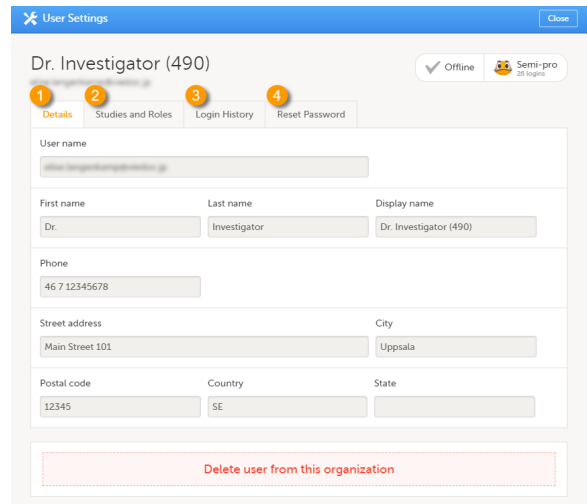 User Settings
Close
Dr. Investigator (490)
Offline
Semi-pro
26 logins
1
2
3
4
Details
Studies and Roles
Login History
Reset Password
User name
First name
Last name
Display name
Dr.
Investigator
Dr. Investigator (490)
Phone
46 7 12345678
Street address
City
Main Street 101
Uppsala
Postal code
Country
State
12345
SE
Delete user from this organization